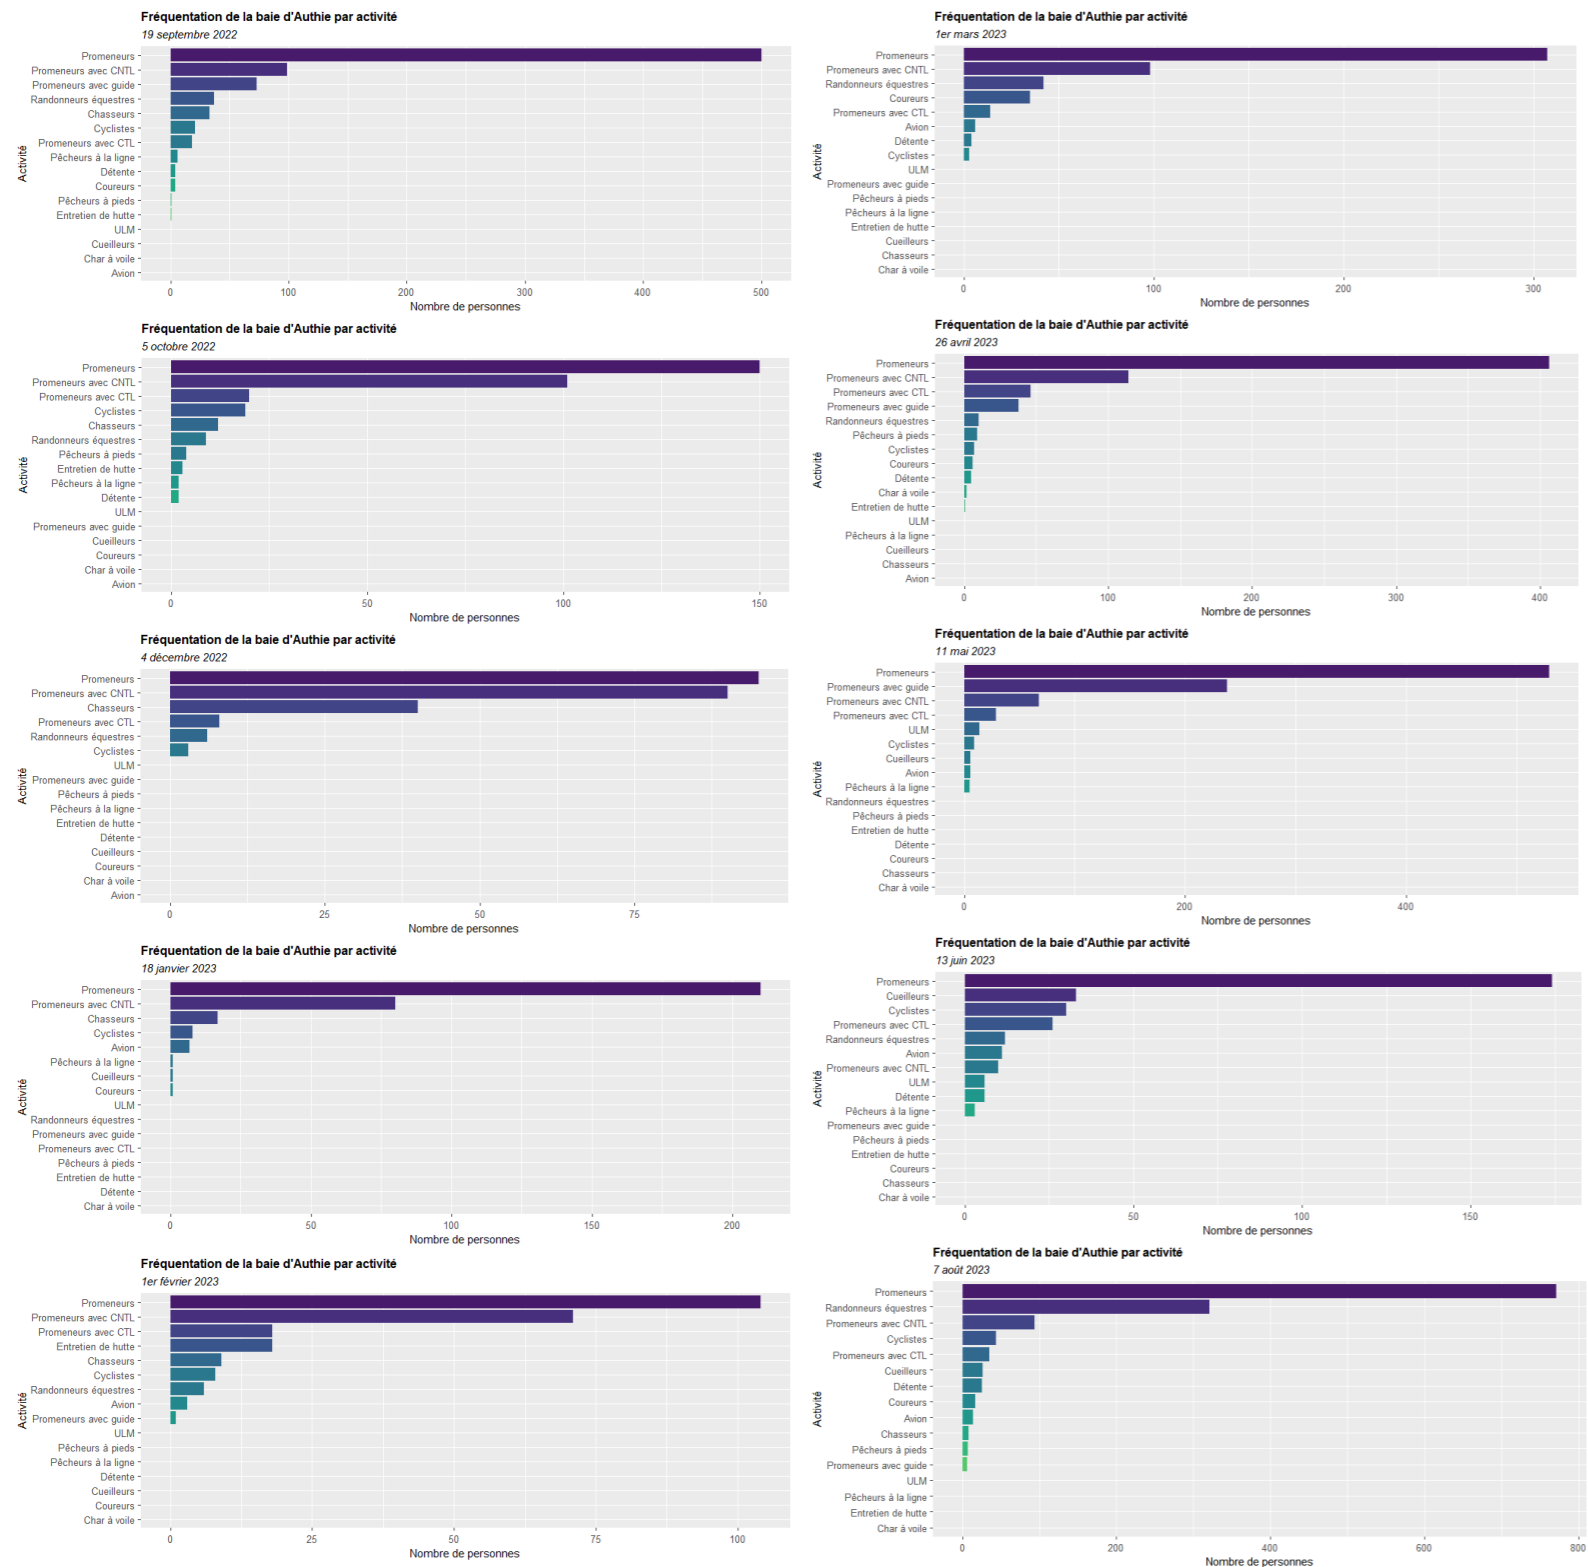 Fréquentation de la baie d'Authie par activité
19 septembre 2022
Activité
Promeneurs
Promeneurs avec CNTL
Promeneurs avec guide
Randonneurs équestres
Chasseurs
Cyclistes
Promeneurs avec CTL
Pêcheurs à la ligne
Détente
Coureurs
Pêcheurs à pieds
Entretien de hutte
ULM
Cueilleurs
Char à voile
Avion
0 100 200 300 400 500
Nombre de personnes
Fréquentation de la baie d'Authie par activité
5 octobre 2022
Activité
Promeneurs
Promeneurs avec CNTL
Promeneurs avec CTL
Cyclistes
Chasseurs
Randonneurs équestres
Pêcheurs à pieds
Entretien de hutte
Pêcheurs à la ligne
Détente
ULM
Promeneurs avec guide
Cueilleurs
Coureurs
Char à voile
Avion
0 50 100 150
Nombre de personnes
Fréquentation de la baie d'Authie par activité
4 décembre 2022
Activité
Promeneurs
Promeneurs avec CNTL
Chasseurs
Promeneurs avec CTL
Randonneurs équestres
Cyclistes
ULM
Promeneurs avec guide
Pêcheurs à pieds
Pêcheurs à la ligne
Entretien de hutte
Détente
Cueilleurs
Coureurs
Char à voile
Avion
0 25 50 75
Nombre de personnes
Fréquentation de la baie d'Authie par activité
18 janvier 2023
Activité
Promeneurs
Promeneurs avec CNTL
Chasseurs
Cyclistes
Avion
Pêcheurs à la ligne
Cueilleurs
Coureurs
ULM
Randonneurs équestres
Promeneurs avec guide
Promeneurs avec CTL
Pêcheurs à pieds
Entretien de hutte
Détente
Char à voile
0 50 100 150 200
Nombre de personnes
Fréquentation de la baie d'Authie par activité
1er février 2023
Activité
Promeneurs
Promeneurs avec CNTL
Promeneurs avec CTL
Entretien de hutte
Chasseurs
Cyclistes
Randonneurs équestres
Avion
Promeneurs avec guide
ULM
Pêcheurs à pieds
Pêcheurs à la ligne
Détente
Cueilleurs
Coureurs
Char à voile
0 25 50 75 100
Nombre de personnes
Fréquentation de la baie d'Authie par activité
1er mars 2023
Activité
Promeneurs
Promeneurs avec CNTL
Randonneurs équestres
Coureurs
Promeneurs avec CTL
Avion
Détente
Cyclistes
ULM
Promeneurs avec guide
Pêcheurs à pieds
Pêcheurs à la ligne
Entretien de hutte
Cueilleurs
Chasseurs
Char à voile
0 100 200 300
Nombre de personnes
Fréquentation de la baie d'Authie par activité
26 avril 2023
Activité
Promeneurs
Promeneurs avec CNTL
Promeneurs avec CTL
Promeneurs avec guide
Randonneurs équestres
Pêcheurs à pieds
Cyclistes
Coureurs
Détente
Char à voile
Entretien de hutte
ULM
Pêcheurs à la ligne
Cueilleurs
Chasseurs
Avion
0 100 200 300 400
Nombre de personnes
Fréquentation de la baie d'Authie par activité
11 mai 2023
Activité
Promeneurs
Promeneurs avec guide
Promeneurs avec CNTL
Promeneurs avec CTL
ULM
Cyclistes
Cueilleurs
Avion
Pêcheurs à la ligne
Randonneurs équestres
Pêcheurs à pieds
Entretien de hutte
Détente
Coureurs
Chasseurs
Char à voile
0 200 400
Nombre de personnes
Fréquentation de la baie d'Authie par activité
13 juin 2023
Activité
Promeneurs
Cueilleurs
Cyclistes
Promeneurs avec CTL
Randonneurs équestres
Avion
Promeneurs avec CNTL
ULM
Détente
Pêcheurs à la ligne
Promeneurs avec guide
Pêcheurs à pieds
Entretien de hutte
Coureurs
Chasseurs
Char à voile
0 50 100 150
Nombre de personnes
Fréquentation de la baie d'Authie par activité
7 août 2023
Activité
Promeneurs
Randonneurs équestres
Promeneurs avec CNTL
Cyclistes
Promeneurs avec CTL
Cueilleurs
Détente
Coureurs
Avion
Chasseurs
Pêcheurs à pieds
Promeneurs avec guide
ULM
Pêcheurs à la ligne
Entretien de hutte
Char à voile
0 200 400 600 800
Nombre de personnes